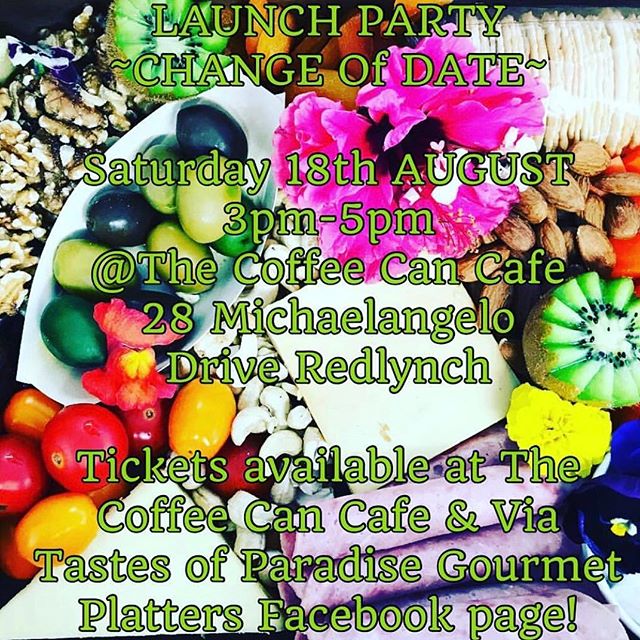 LAUNCH PARTY
~CHANGE Of DATE~
Saturday 18th AUGUST
3pm-5pm
@The Coffee Can Cafe
28 Michaelangelo
Drive Redlynch
Tickets available at The
Coffee Can Cafe & Via
Tastes of Paradise Gourmet
Platters Facebook page!